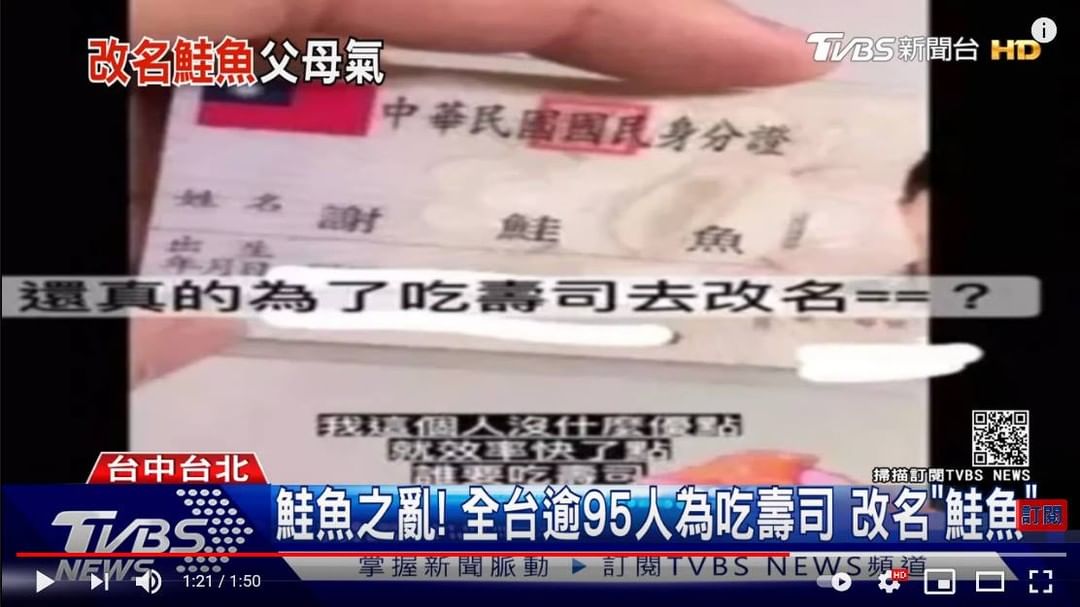 改名鮭魚父母氣
TVBS新聞台 HD
中華民國國民身分證
姓名 謝鮭魚
出生
年月日
還真的為了吃壽司去改名==?
我這個人沒什麼優點
就效率快了點
誰要吃壽司
掃描訂閱TVBS NEWS
台中台北
鮭魚之亂! 全台逾95人為吃壽司 改名"鮭魚"
訂閱
TVBS NEWS
掌握新聞脈動 ▶ 訂閱TVBS NEWS頻道
1:21 / 1:50
HD